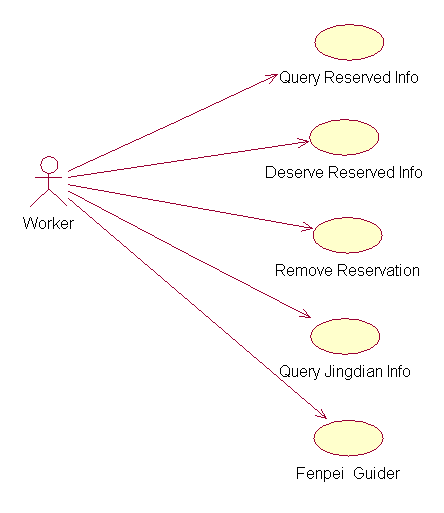 Query Reserved Info
Deserve Reserved Info
Worker
Remove Reservation
Query Jingdian Info
Fenpei Guider